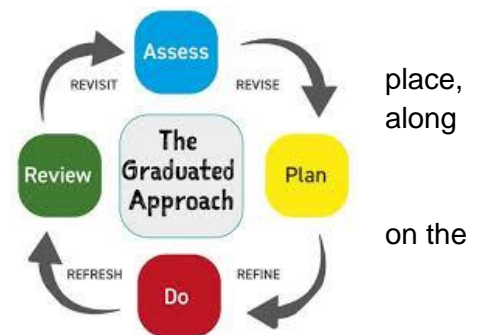 Assess
REVISIT
REVISE
place,
along
Review
The
Graduated
Approach
Plan
on the
REFRESH
REFINE
Do